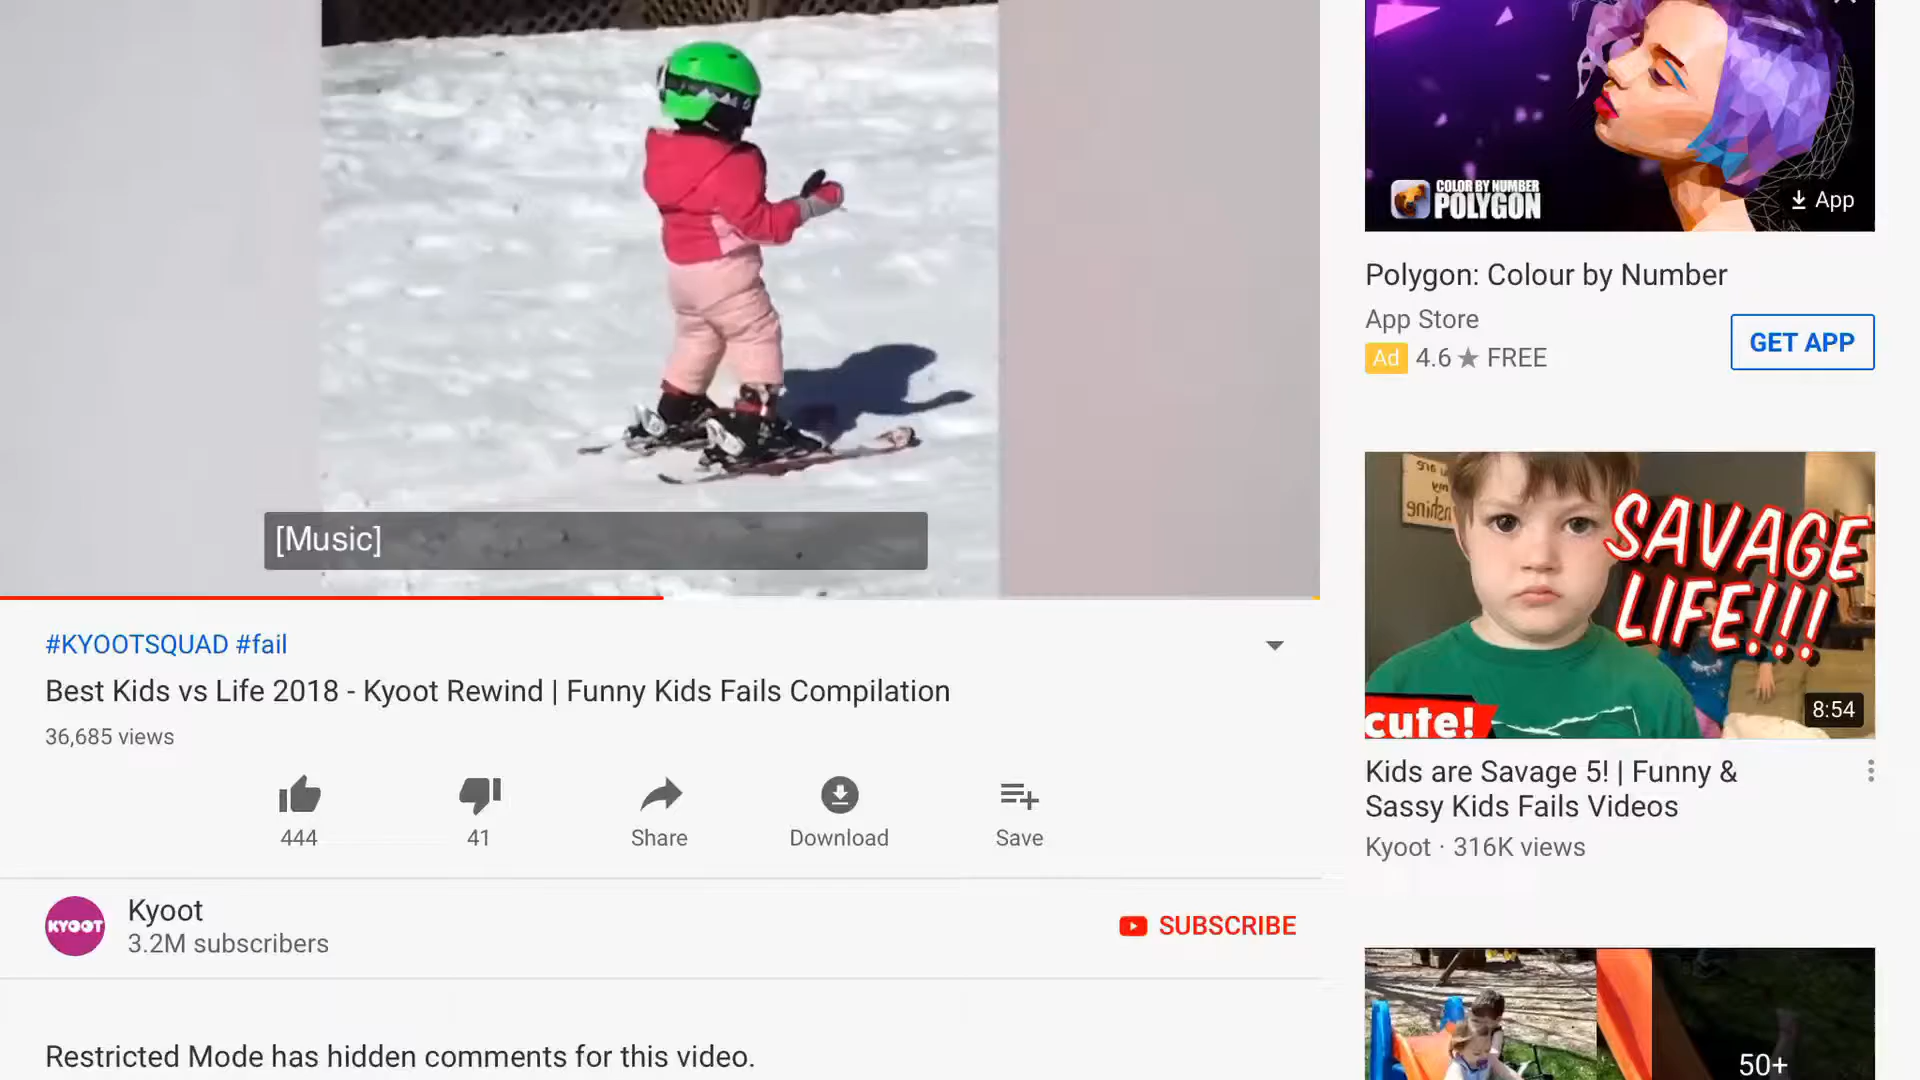 [Music]
#KYOOTSQUAD #fail
Best Kids vs Life 2018 - Kyoot Rewind | Funny Kids Fails Compilation
36,685 views
444
41
Share
Download
Save
KYOOT
Kyoot
3.2M subscribers
SUBSCRIBE
Restricted Mode has hidden comments for this video.
COLOR BY NUMBER
POLYGON
App
Polygon: Colour by Number
App Store
Ad 4.6 ★ FREE
GET APP
SAVAGE
LIFE!!!
cute!
8:54
Kids are Savage 5! | Funny &
Sassy Kids Fails Videos
Kyoot · 316K views
50+